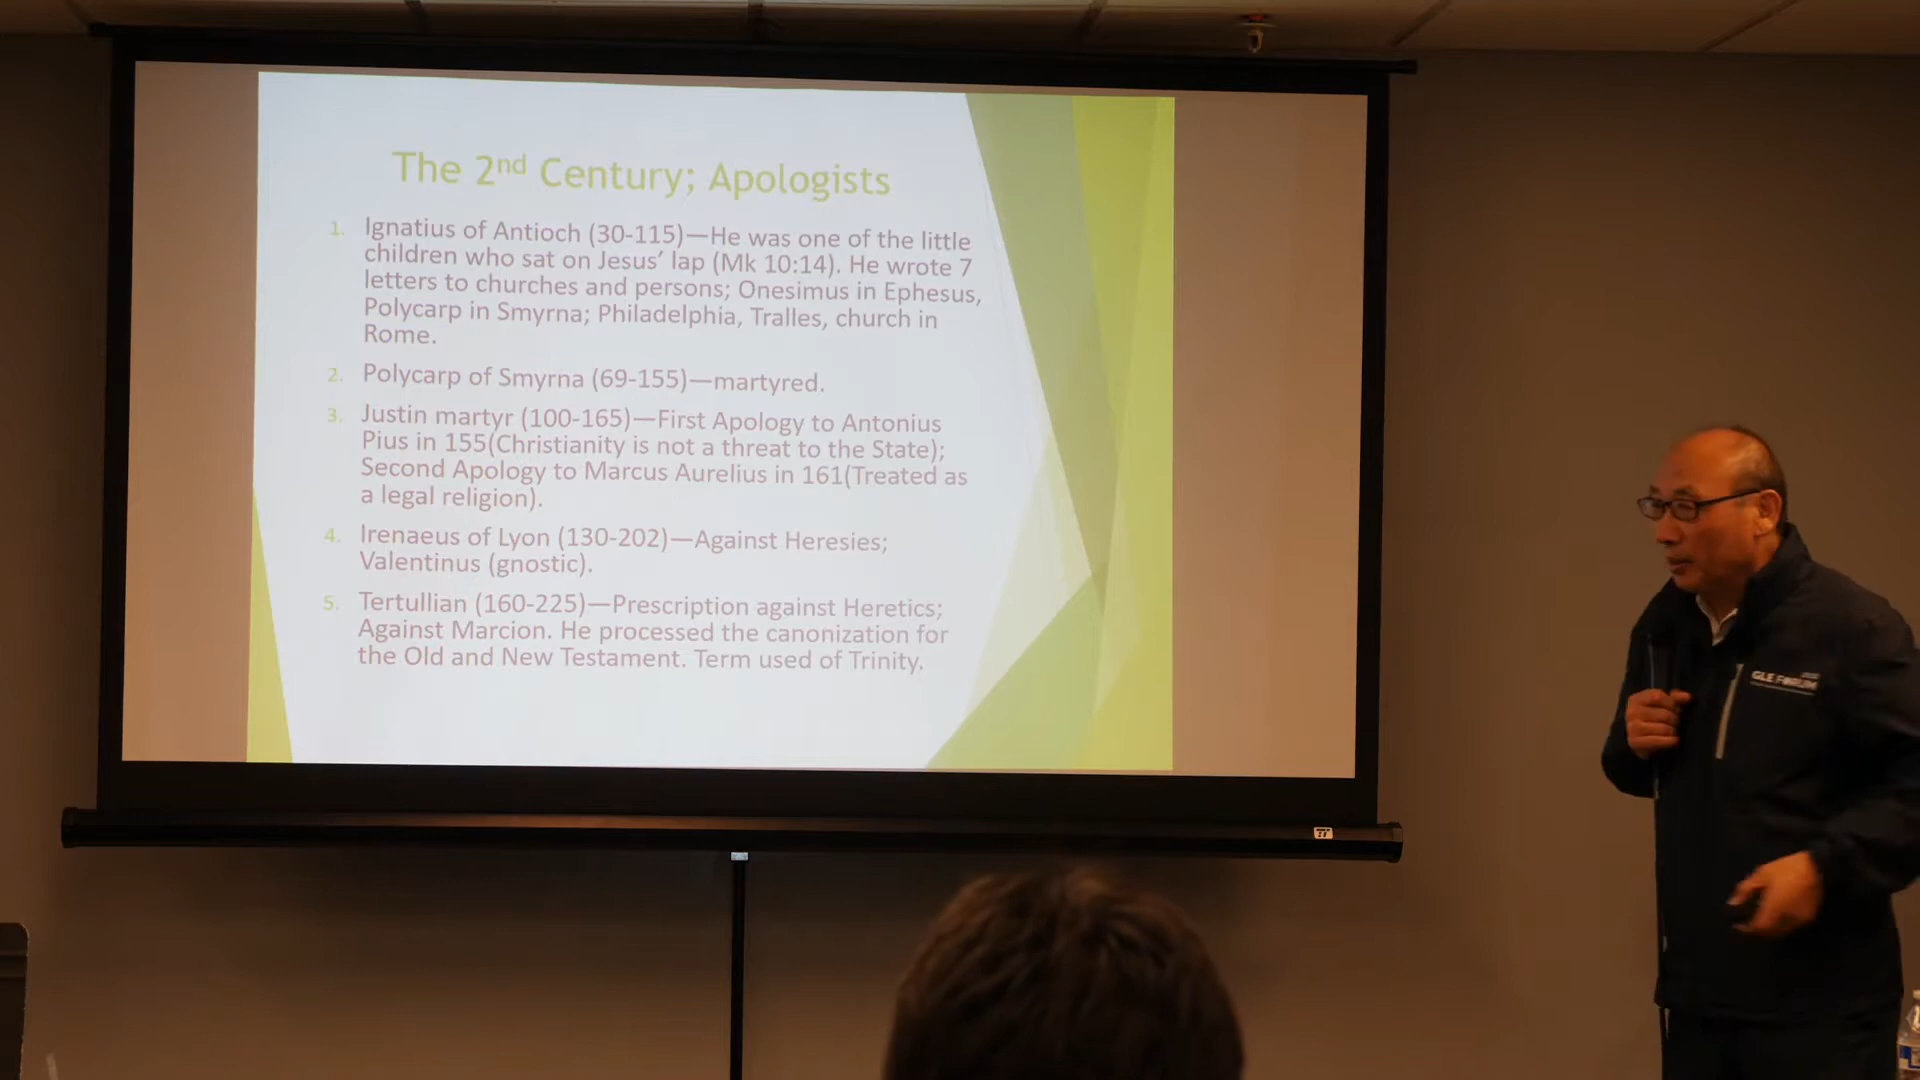 The 2nd Century; Apologists
1. Ignatius of Antioch (30-115)—He was one of the little
children who sat on Jesus’ lap (Mk 10:14). He wrote 7
letters to churches and persons; Onesimus in Ephesus,
Polycarp in Smyrna; Philadelphia, Tralles, church in
Rome.
2. Polycarp of Smyrna (69-155)—martyred.
3. Justin martyr (100-165)—First Apology to Antonius
Pius in 155(Christianity is not a threat to the State);
Second Apology to Marcus Aurelius in 161(Treated as
a legal religion).
4. Irenaeus of Lyon (130-202)—Against Heresies;
Valentinus (gnostic).
5. Tertullian (160-225)—Prescription against Heretics;
Against Marcion. He processed the canonization for
the Old and New Testament. Term used of Trinity.
GLE FORUM